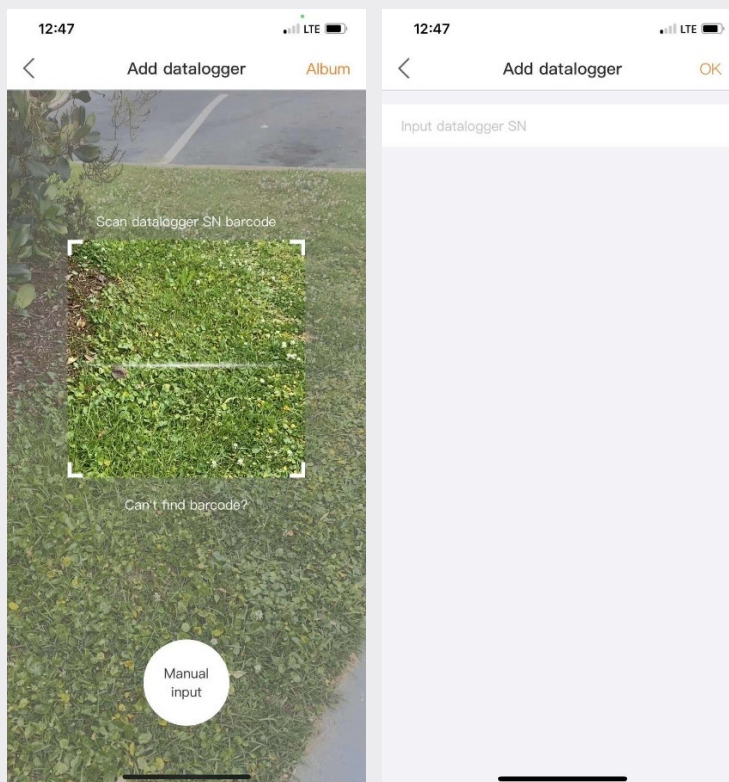 12:47
LTE
Add datalogger
Album
Scan datalogger SN barcode
Can't find barcode?
Manual
input
12:47
LTE
Add datalogger
OK
Input datalogger SN